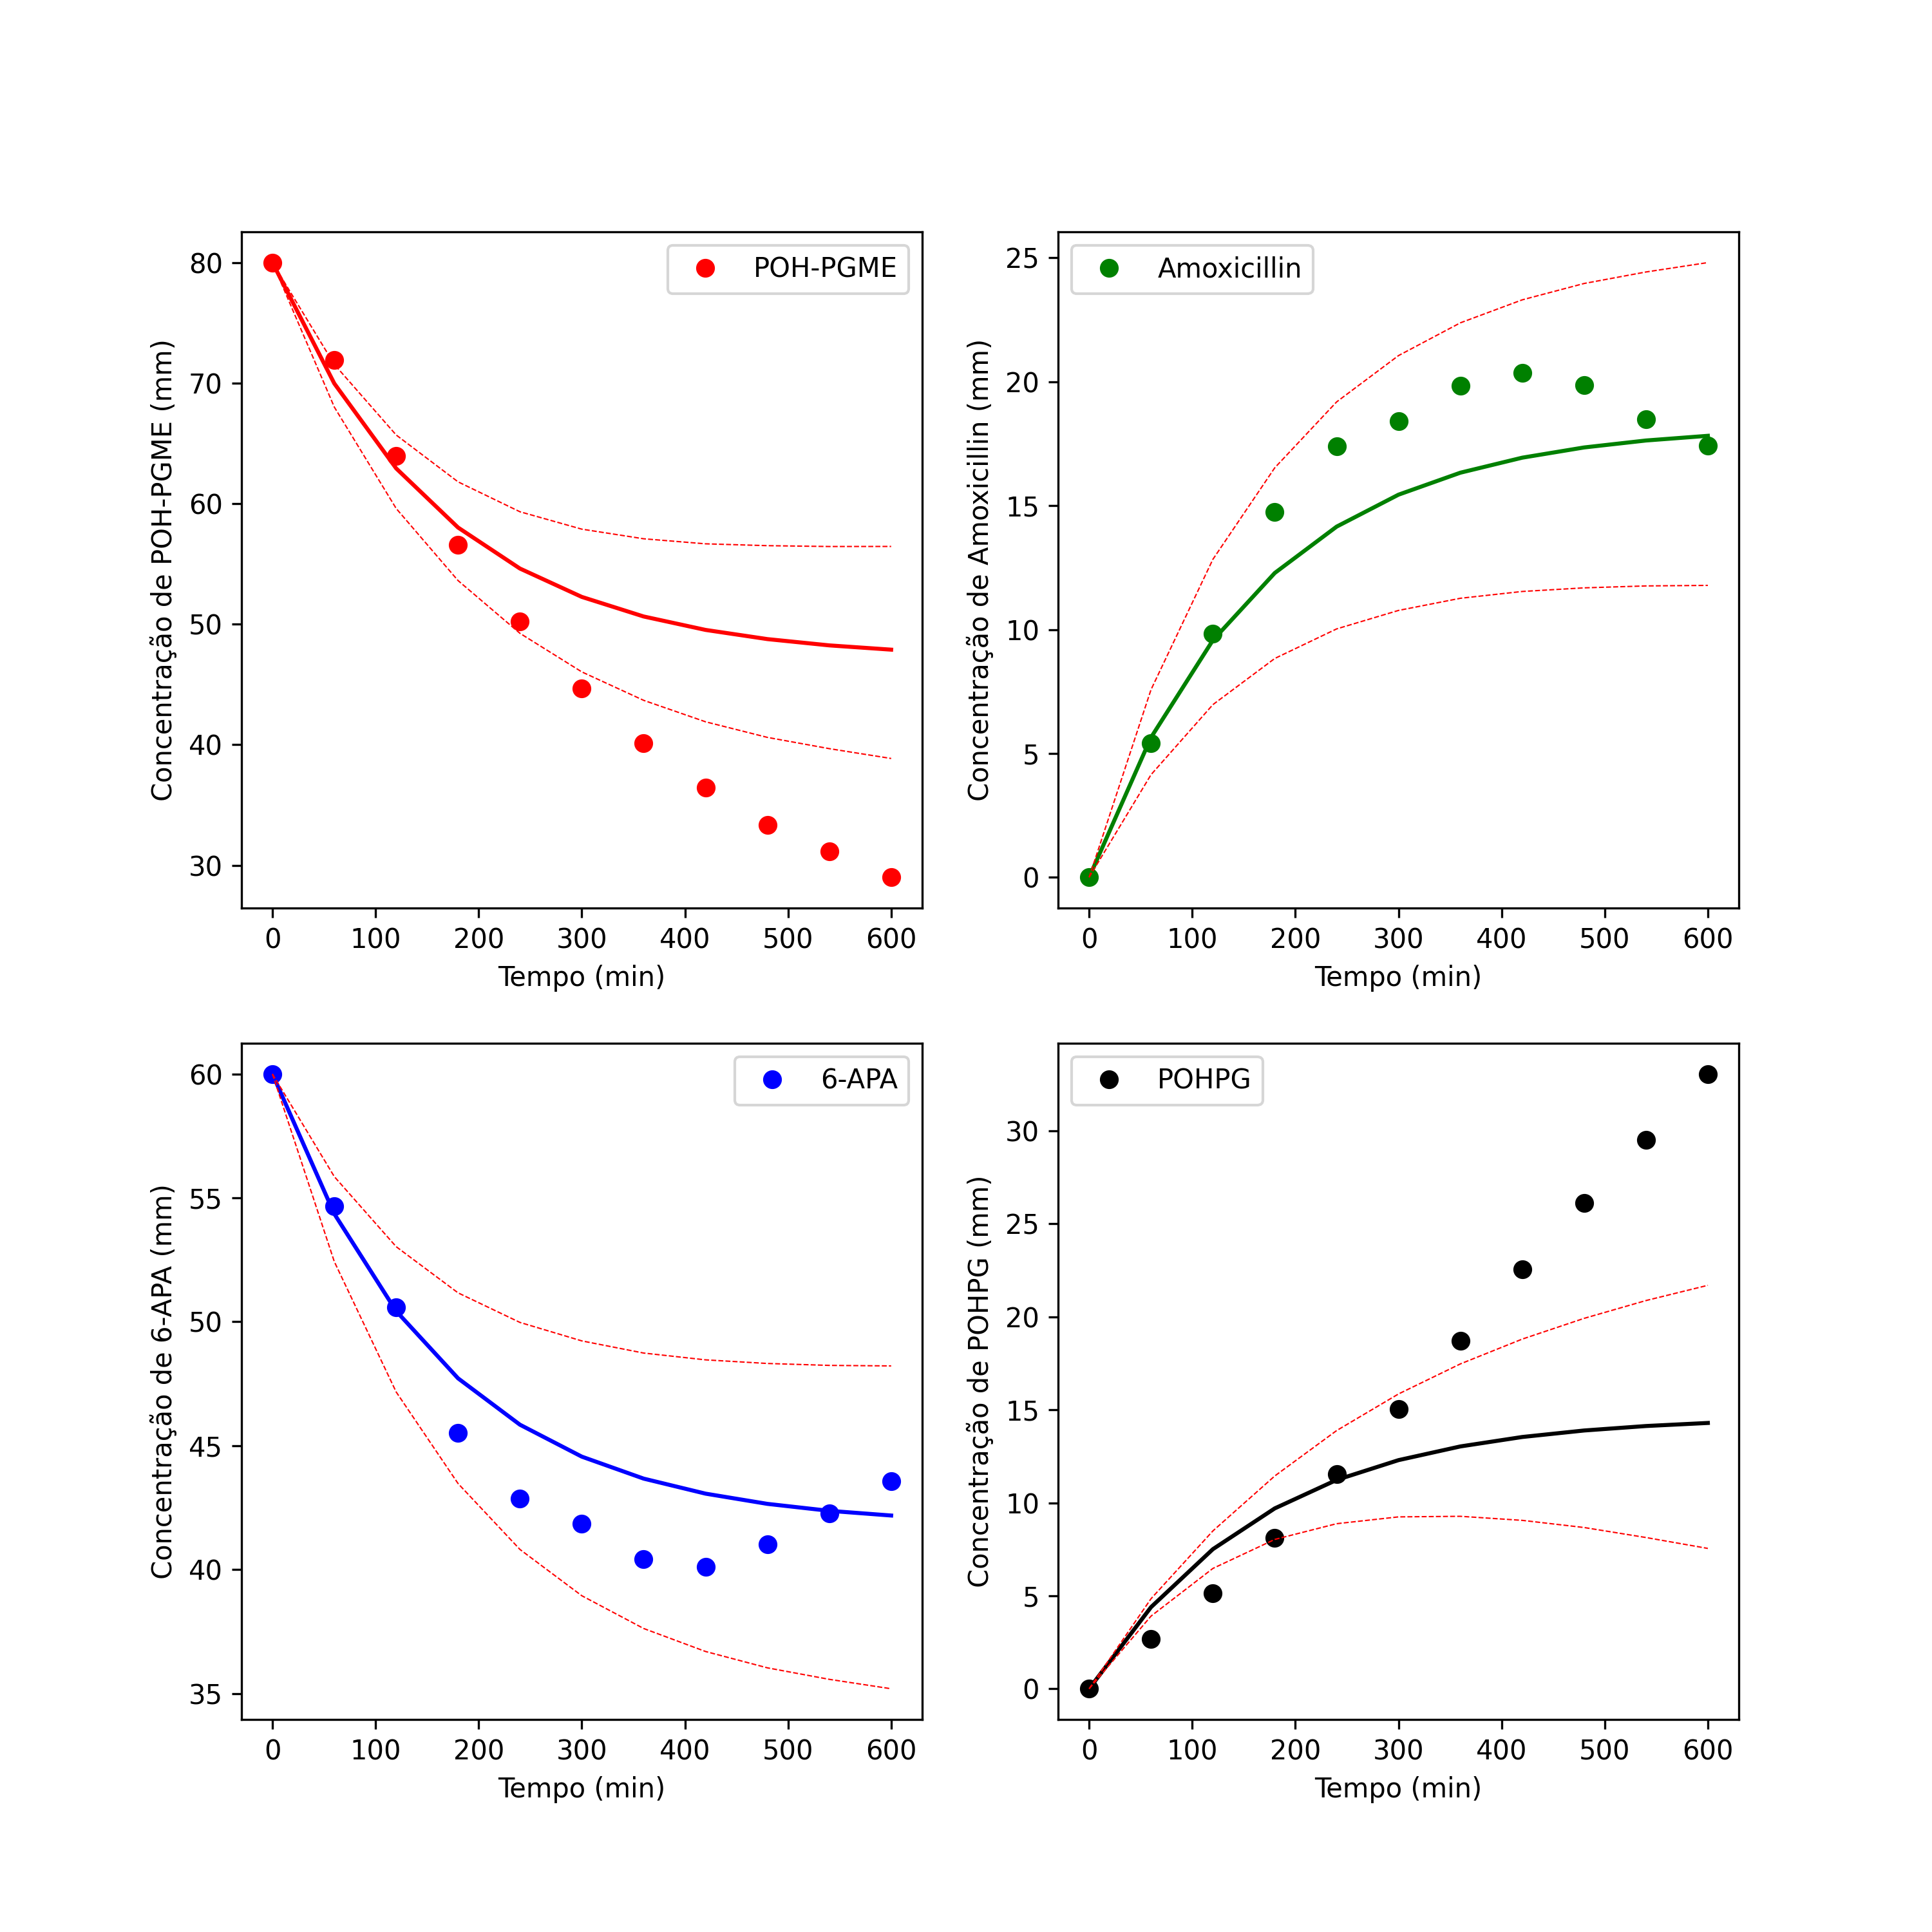 POH-PGME
Concentração de POH-PGME (mm)
80
70
60
50
40
30
0 100 200 300 400 500 600
Tempo (min)
Amoxicillin
Concentração de Amoxicillin (mm)
25
20
15
10
5
0
0 100 200 300 400 500 600
Tempo (min)
6-APA
Concentração de 6-APA (mm)
60
55
50
45
40
35
0 100 200 300 400 500 600
Tempo (min)
POHPG
Concentração de POHPG (mm)
30
25
20
15
10
5
0
0 100 200 300 400 500 600
Tempo (min)